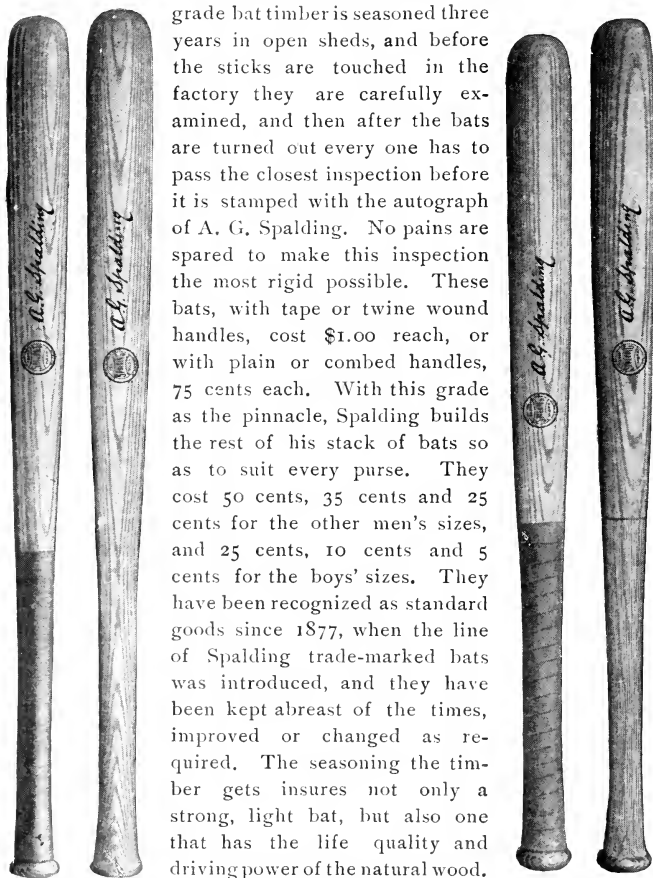 grade bat timber is seasoned three
years in open sheds, and before
the sticks are touched in the
factory they are carefully ex-
amined, and then after the bats
are turned out every one has to
pass the closest inspection before
it is stamped with the autograph
of A. G. Spalding. No pains are
spared to make this inspection
the most rigid possible. These
bats, with tape or twine wound
handles, cost $1.00 reach, or
with plain or combed handles,
75 cents each. With this grade
as the pinnacle, Spalding builds
the rest of his stack of bats so
as to suit every purse. They
cost 50 cents, 35 cents and 25
cents for the other men's sizes,
and 25 cents, 10 cents and 5
cents for the boys' sizes. They
have been recognized as standard
goods since 1877, when the line
of Spalding trade-marked bats
was introduced, and they have
been kept abreast of the times,
improved or changed as re-
quired. The seasoning the tim-
ber gets insures not only a
strong, light bat, but also one
that has the life quality and
driving power of the natural wood.
A.G. Spalding
A.G. Spalding
A.G. Spalding
A.G. Spalding